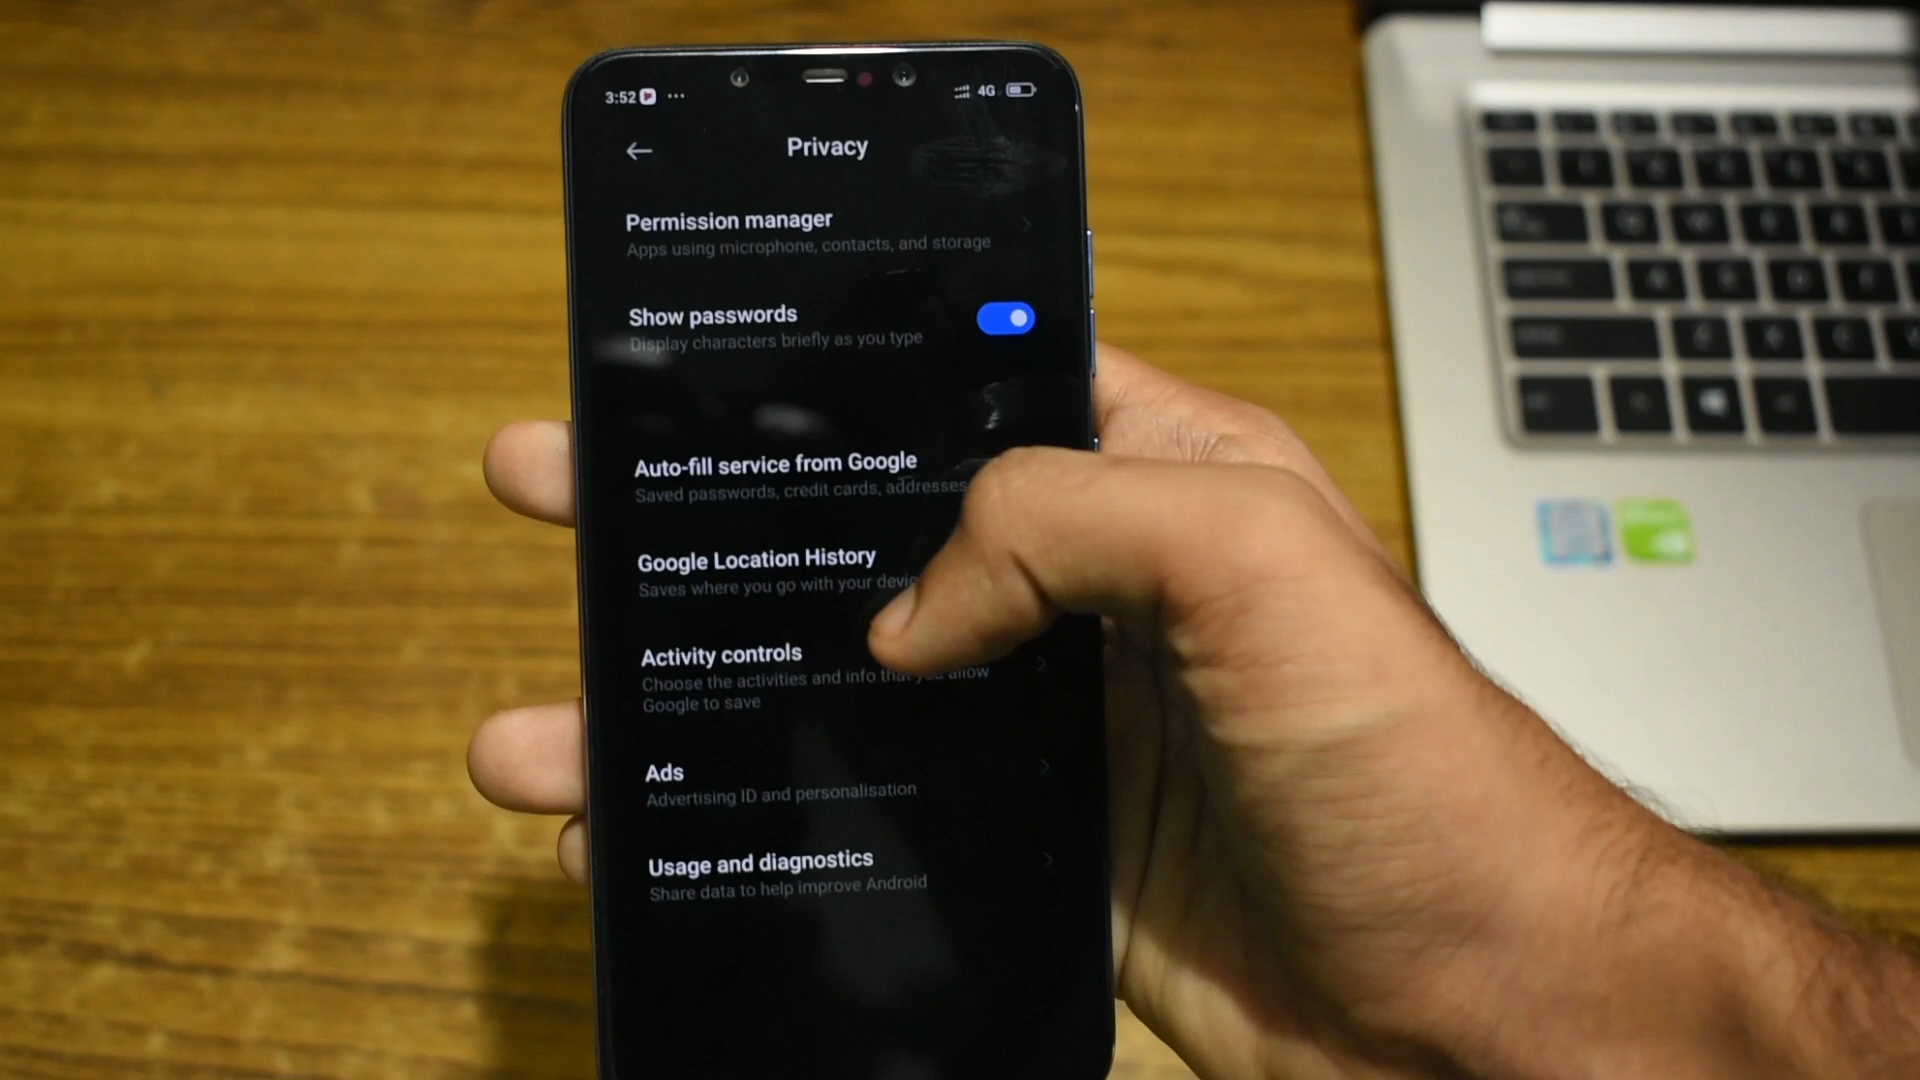 3:52 ... 4G
Privacy
Permission manager
Apps using microphone, contacts, and storage
Show passwords
Display characters briefly as you type
Auto-fill service from Google
Saved passwords, credit cards, addresses
Google Location History
Saves where you go with your
Activity controls
Choose the activities and info that you allow
Google to save
Ads
Advertising ID and personalisation
Usage and diagnostics
Share data to help improve Android